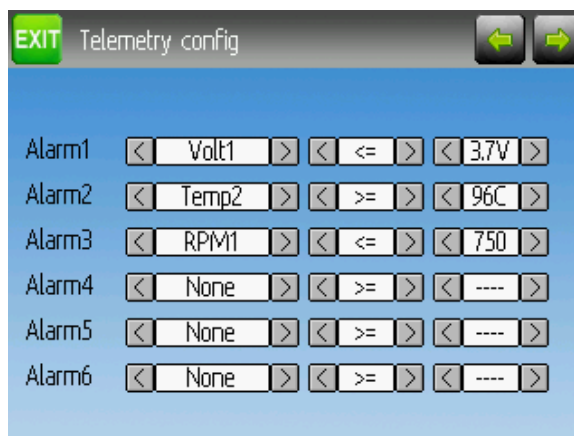 EXIT Telemetry config
Alarm1 < Volt1 > < <= > < 3.7V >
Alarm2 < Temp2 > < >= > < 96C >
Alarm3 < RPM1 > < <= > < 750 >
Alarm4 < None > < >= > < ---- >
Alarm5 < None > < >= > < ---- >
Alarm6 < None > < >= > < ---- >